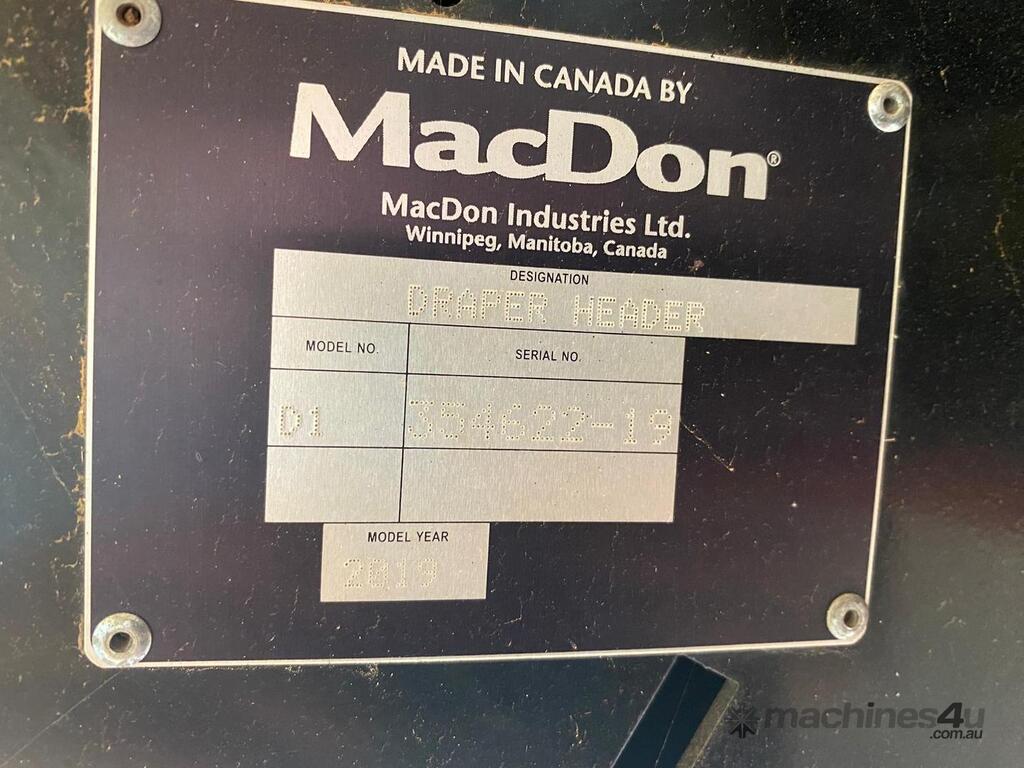 MADE IN CANADA BY
MacDon®
MacDon Industries Ltd.
Winnipeg, Manitoba, Canada
DESIGNATION
DRAPER HEADER
MODEL NO. SERIAL NO.
D1 354622-19
MODEL YEAR
2019
machines4u
.com.au